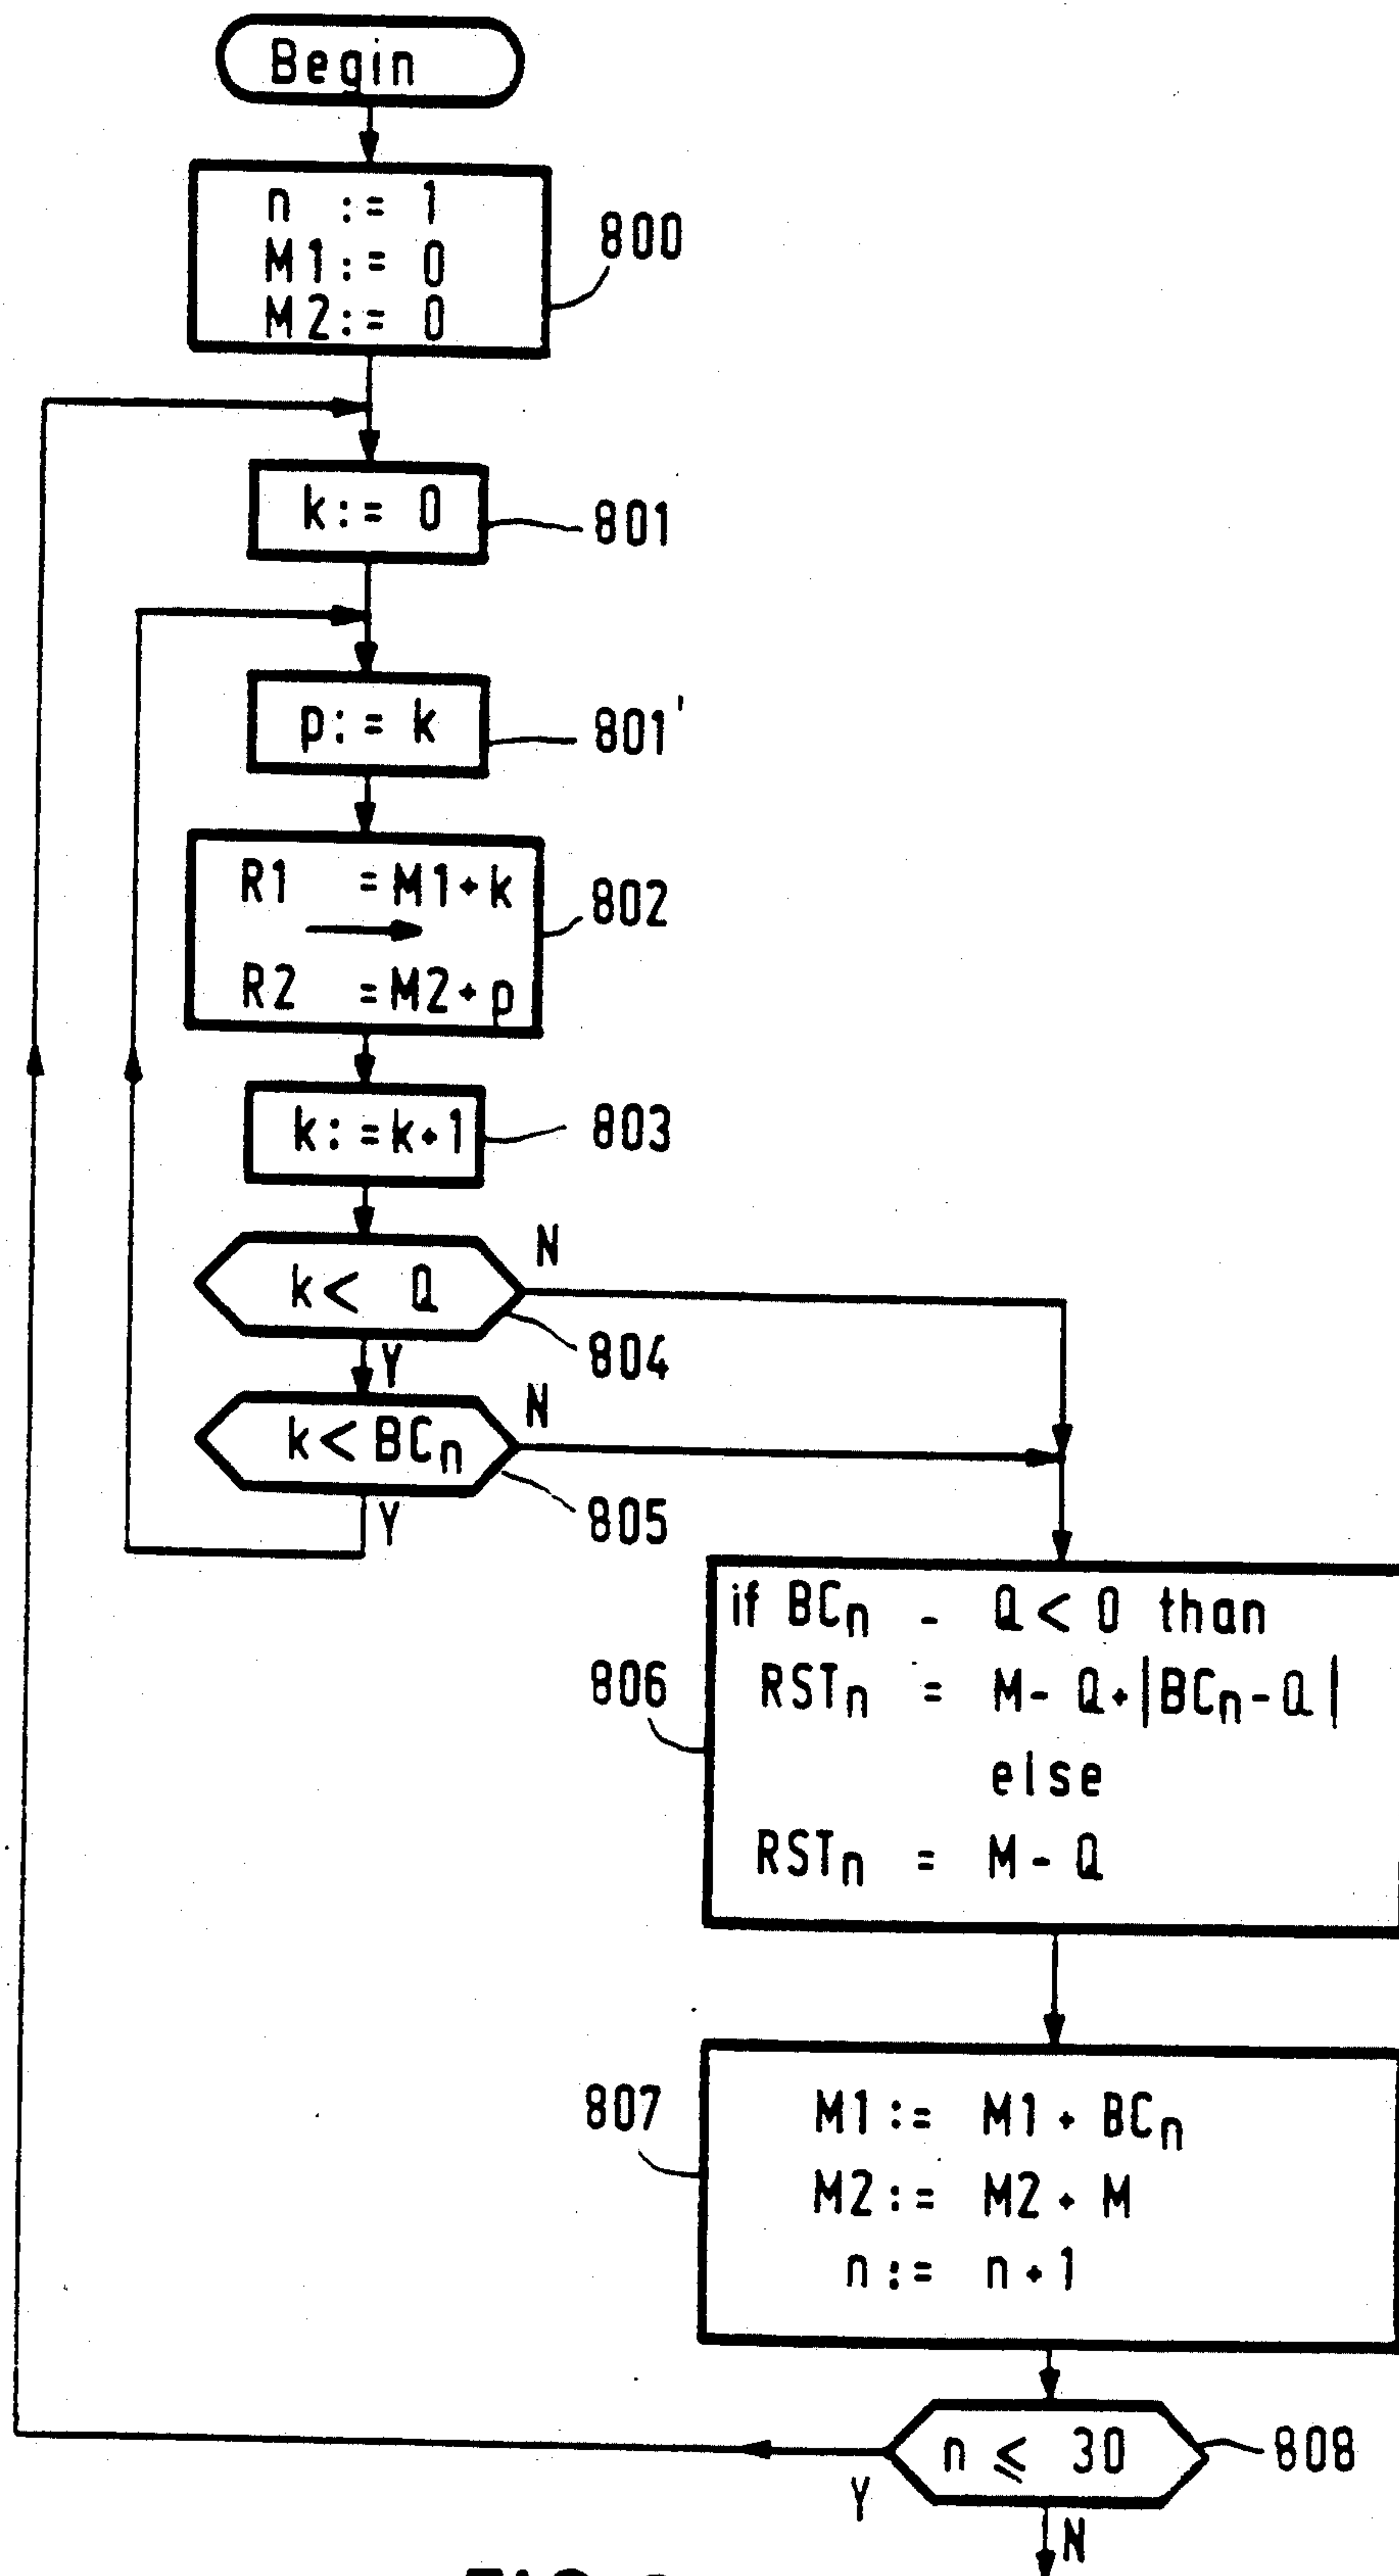 Begin
n := 1
M1:= 0
M2:= 0
800
k:= 0
801
p:= k
801'
R1 = M1+k
R2 = M2+p
802
k:=k+1
803
k< Q
N
804
Y
k<BCn
N
805
Y
if BCn - Q<0 than
RSTn = M- Q+|BCn-Q|
else
RSTn = M-Q
806
M1:= M1+BCn
M2:= M2+M
n:= n+1
807
n ≤ 30
808
Y
N